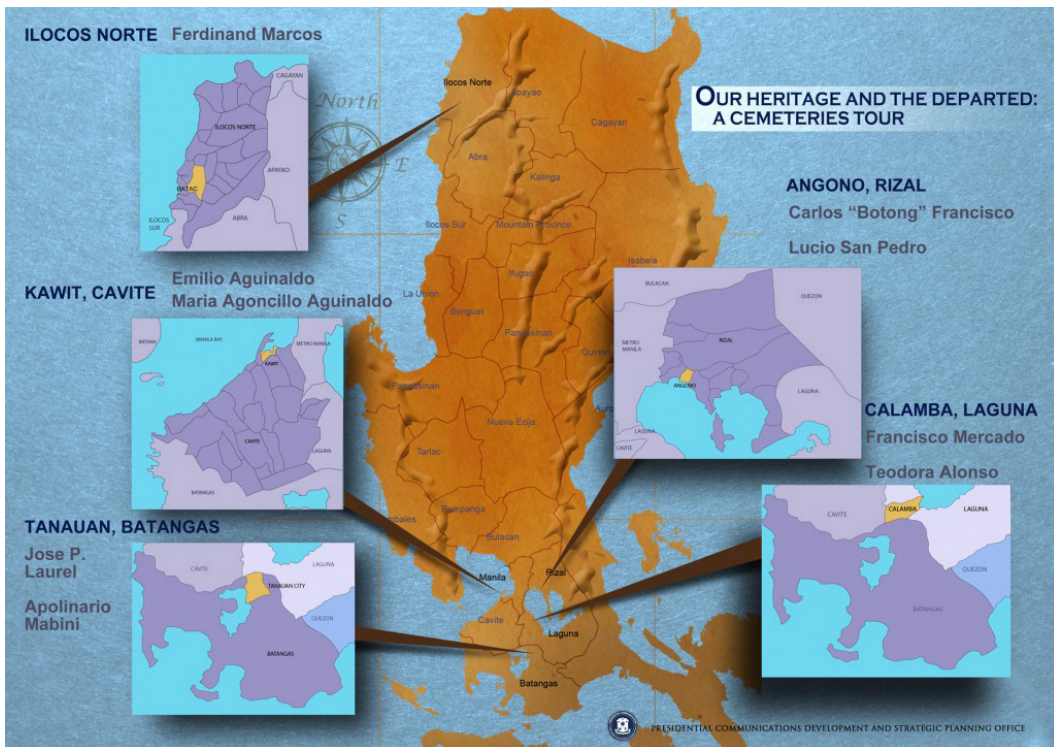 ILOCOS NORTE Ferdinand Marcos
CAGAYAN
ILOCOS NORTE
BATAC
APAYAO
ILOCOS SUR
ABRA
North
E
S
OUR HERITAGE AND THE DEPARTED:
A CEMETERIES TOUR
Ilocos Norte
Apayao
Cagayan
Abra
Kalinga
Ilocos Sur
Mountain Province
Ifugao
Isabela
La Union
Benguet
Pangasinan
Quirino
Pangasinan
Nueva Ecija
Tarlac
Pampanga
Bulacan
Manila
Rizal
Cavite
Laguna
Batangas
KAWIT, CAVITE
Emilio Aguinaldo
Maria Agoncillo Aguinaldo
BATAAN
MANILA BAY
METRO MANILA
KAWIT
CAVITE
LAGUNA
BATANGAS
ANGONO, RIZAL
Carlos “Botong” Francisco
Lucio San Pedro
BULACAN
QUEZON
METRO MANILA
RIZAL
ANGONO
LAGUNA
LAGUNA
CAVITE
CALAMBA, LAGUNA
Francisco Mercado
Teodora Alonso
CAVITE
CALAMBA
LAGUNA
QUEZON
BATANGAS
TANAUAN, BATANGAS
Jose P.
Laurel
Apolinario
Mabini
CAVITE
LAGUNA
TANAUAN CITY
QUEZON
BATANGAS
PRESIDENTIAL COMMUNICATIONS DEVELOPMENT AND STRATEGIC PLANNING OFFICE